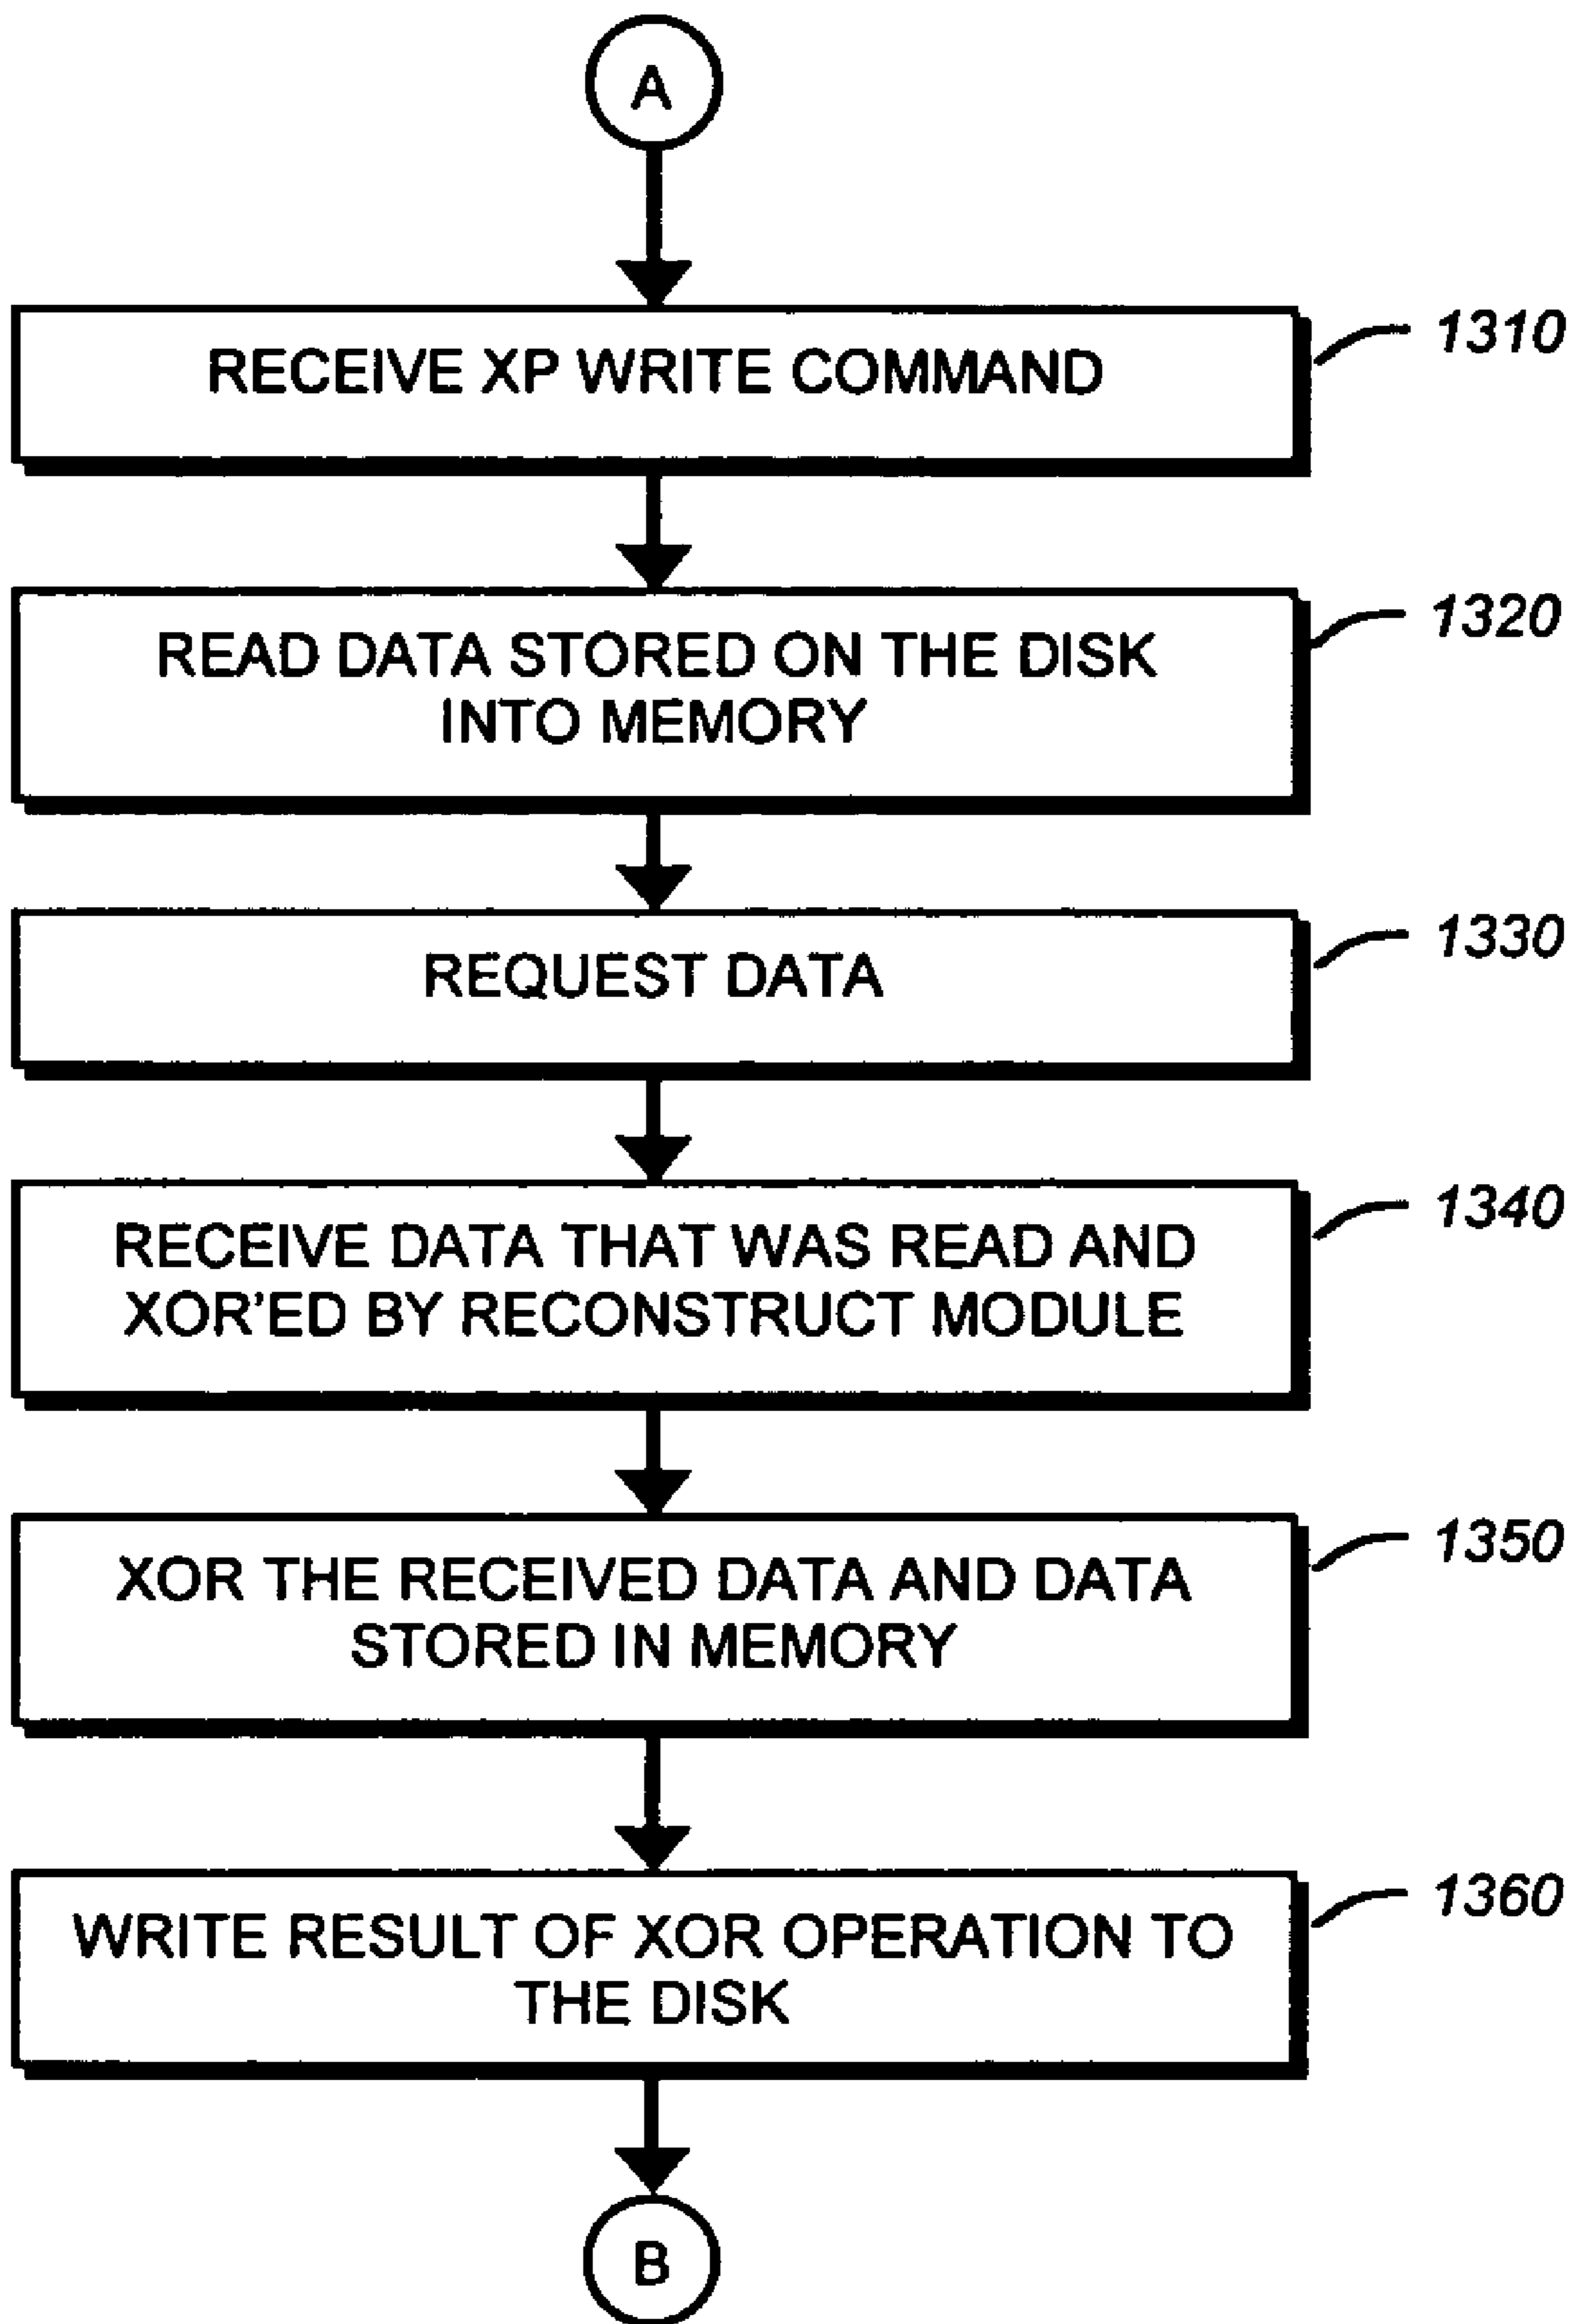 A
RECEIVE XP WRITE COMMAND
1310
READ DATA STORED ON THE DISK
INTO MEMORY
1320
REQUEST DATA
1330
RECEIVE DATA THAT WAS READ AND
XOR'ED BY RECONSTRUCT MODULE
1340
XOR THE RECEIVED DATA AND DATA
STORED IN MEMORY
1350
WRITE RESULT OF XOR OPERATION TO
THE DISK
1360
B